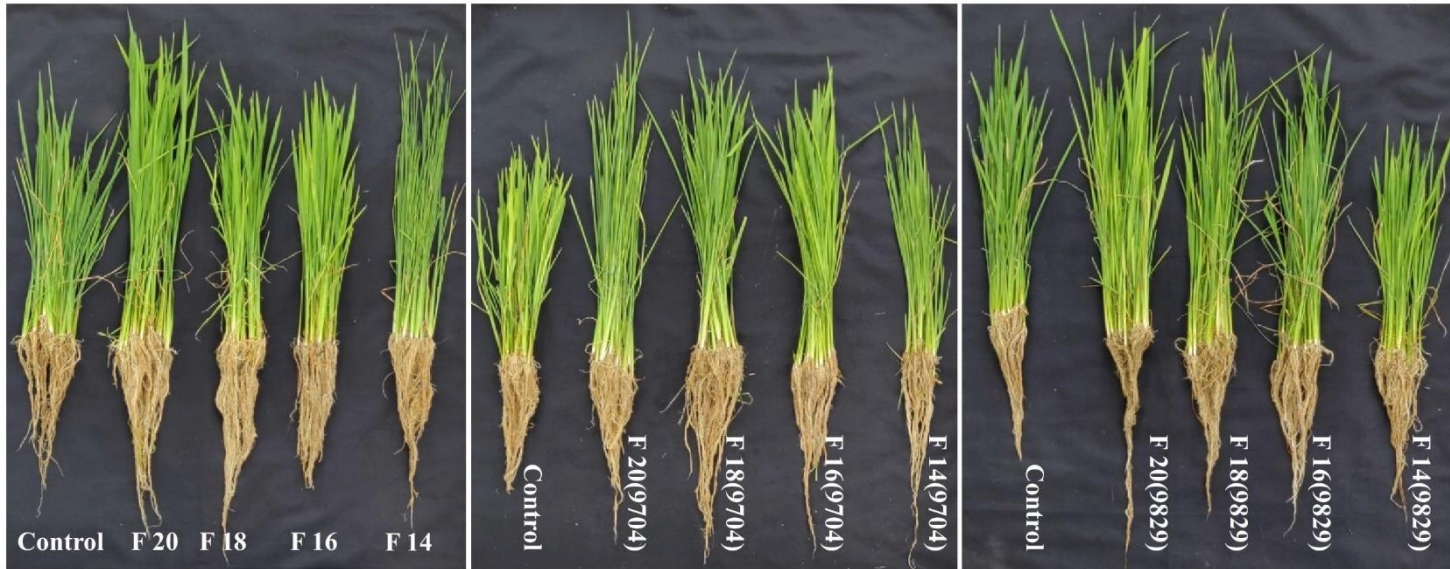 Control
F 20
F 18
F 16
F 14
Control
F 20(9704)
F 18(9704)
F 16(9704)
F 14(9704)
Control
F 20(9829)
F 18(9829)
F 16(9829)
F 14(9829)